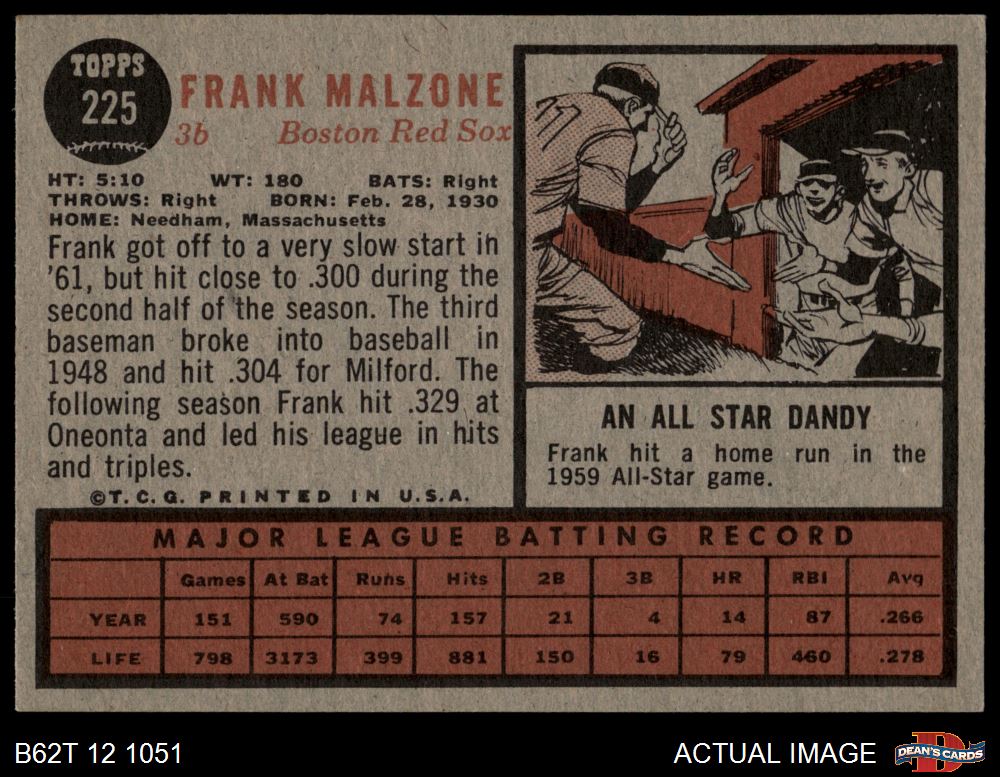 TOPPS
225
FRANK MALZONE
3b Boston Red Sox
HT: 5:10 WT: 180 BATS: Right
THROWS: Right BORN: Feb. 28, 1930
HOME: Needham, Massachusetts
Frank got off to a very slow start in
'61, but hit close to .300 during the
second half of the season. The third
baseman broke into baseball in
1948 and hit .304 for Milford. The
following season Frank hit .329 at
Oneonta and led his league in hits
and triples.
©T. C. G. PRINTED IN U.S.A.
AN ALL STAR DANDY
Frank hit a home run in the
1959 All-Star game.
MAJOR LEAGUE BATTING RECORD
Games At Bat Runs Hits 2B 3B HR RBI Avg
YEAR 151 590 74 157 21 4 14 87 .266
LIFE 798 3173 399 881 150 16 79 460 .278
B62T 12 1051
ACTUAL IMAGE
D
DEAN'S CARDS